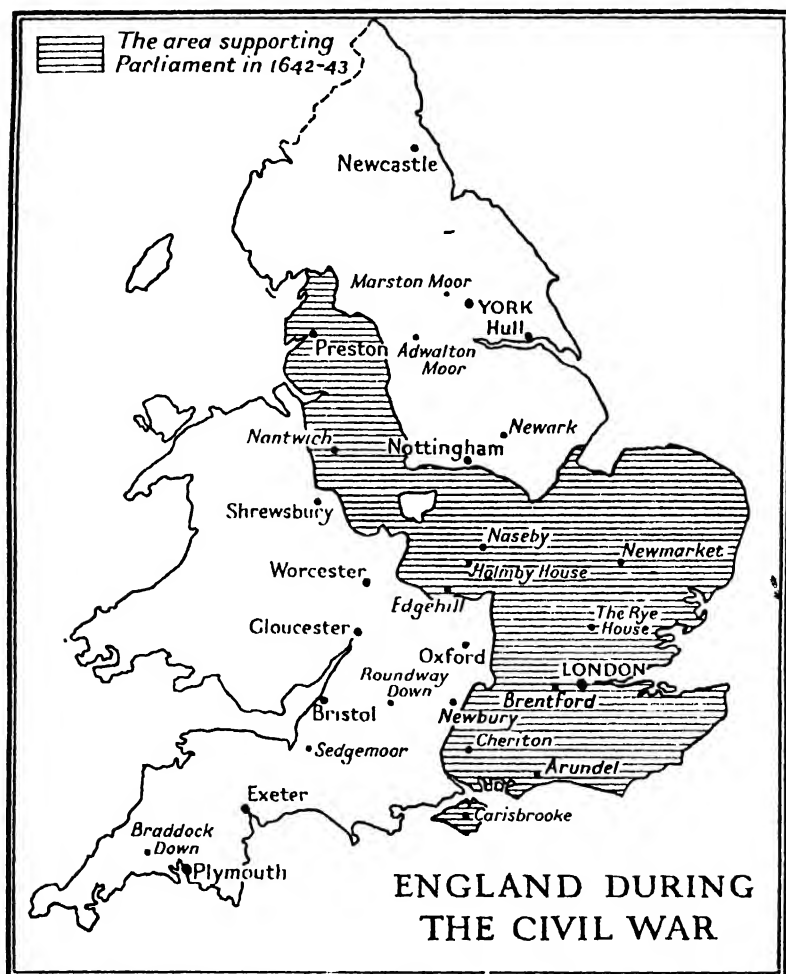 The area supporting
Parliament in 1642-43
Newcastle
Marston Moor
YORK
Hull
Preston
Adwalton
Moor
Newark
Nantwich
Nottingham
Shrewsbury
Naseby
Newmarket
Holmby House
Worcester
Edgehill
The Rye
House
Gloucester
Oxford
Roundway
Down
LONDON
Brentford
Bristol
Newbury
Sedgemoor
Cheriton
Arundel
Exeter
Carisbrooke
Braddock
Down
Plymouth
ENGLAND DURING
THE CIVIL WAR